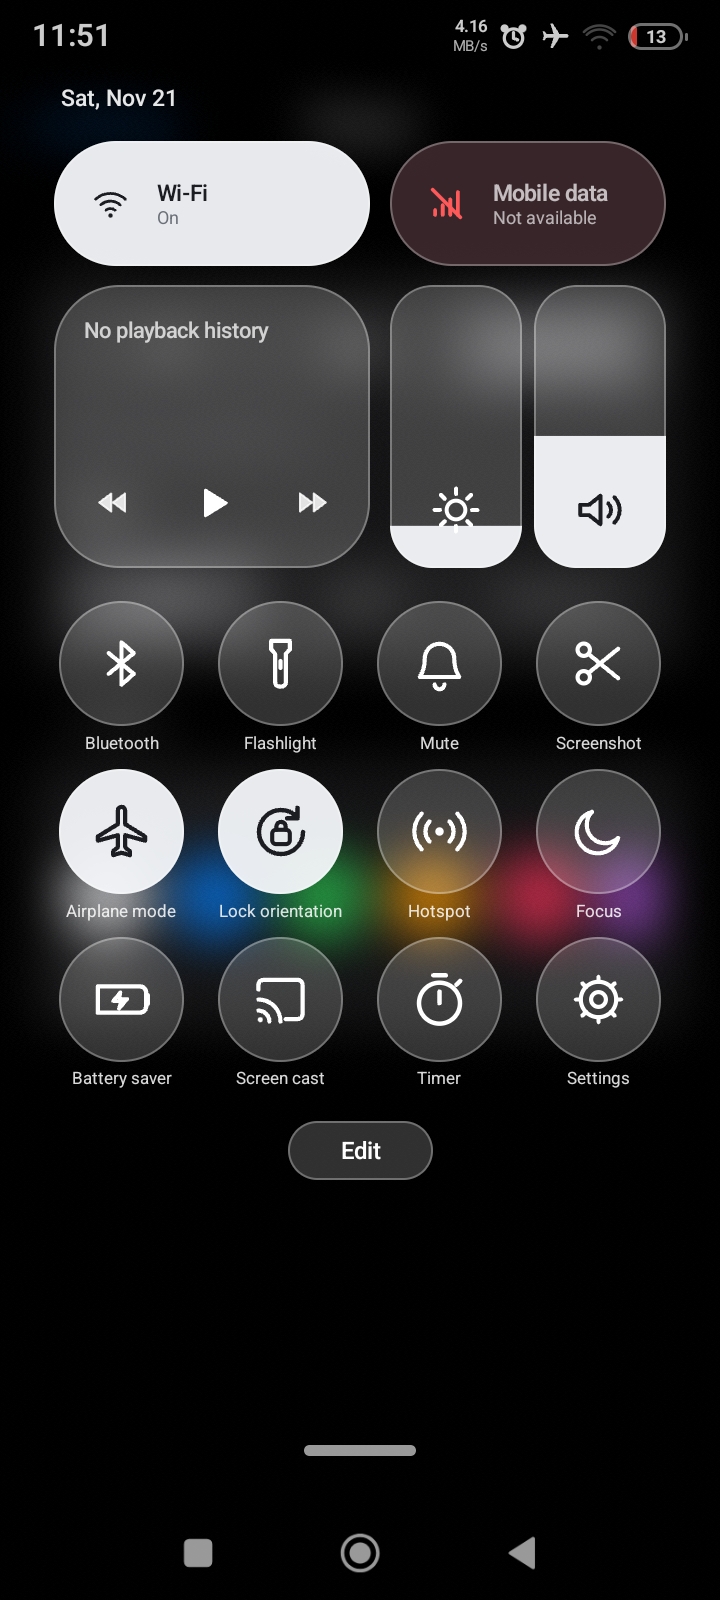 11:51
4.16
MB/s
13
Sat, Nov 21
Wi-Fi
On
Mobile data
Not available
No playback history
Bluetooth
Flashlight
Mute
Screenshot
Airplane mode
Lock orientation
Hotspot
Focus
Battery saver
Screen cast
Timer
Settings
Edit